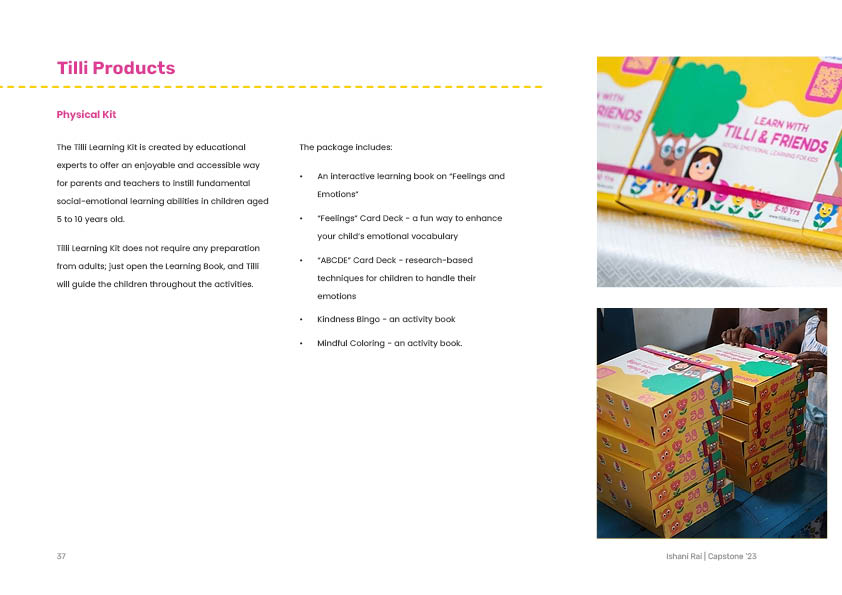 Tilli Products
Physical Kit
The Tilli Learning Kit is created by educational
experts to offer an enjoyable and accessible way
for parents and teachers to instill fundamental
social-emotional learning abilities in children aged
5 to 10 years old.
Tilli Learning Kit does not require any preparation
from adults; just open the Learning Book, and Tilli
will guide the children throughout the activities.
The package includes:
• An interactive learning book on “Feelings and
Emotions”
• “Feelings” Card Deck - a fun way to enhance
your child’s emotional vocabulary
• “ABCDE” Card Deck - research-based
techniques for children to handle their
emotions
• Kindness Bingo - an activity book
• Mindful Coloring - an activity book.
WITH
RIENDS
LEARN WITH
TILLI & FRIENDS
SOCIAL EMOTIONAL LEARNING FOR KIDS
5-10 Yrs
37
Ishani Rai | Capstone ’23